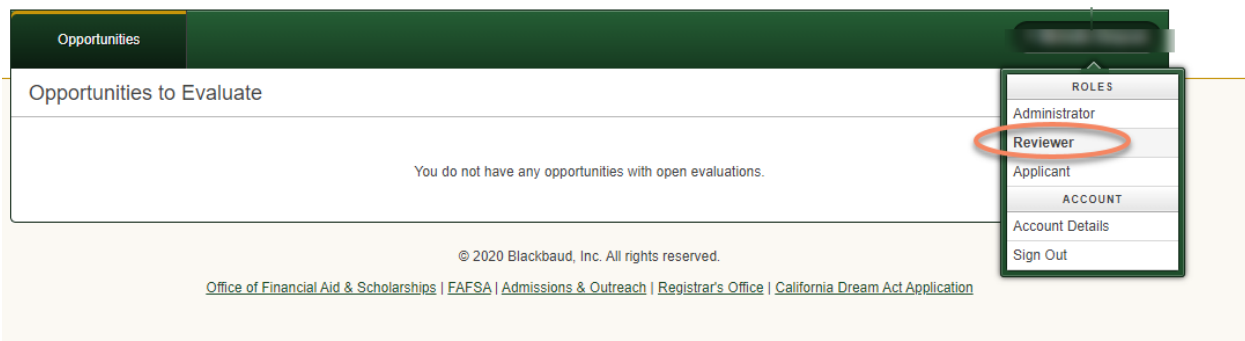 Opportunities
Opportunities to Evaluate
You do not have any opportunities with open evaluations.
ROLES
Administrator
Reviewer
Applicant
ACCOUNT
Account Details
Sign Out
© 2020 Blackbaud, Inc. All rights reserved.
Office of Financial Aid & Scholarships | FAFSA | Admissions & Outreach | Registrar's Office | California Dream Act Application